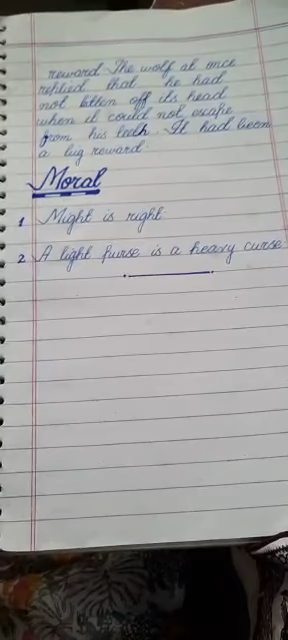 reward The wolf at once
replied that he had
not bitten off its head
when it could not escape
from his teeth. It had been
a big reward
Moral
1 Might is right.
2 A light purse is a heavy curse